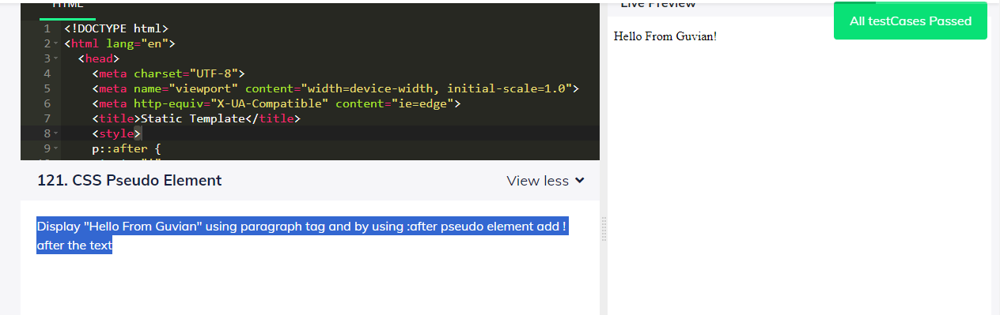 HTML
Live Preview
All testCases Passed
1 <!DOCTYPE html>
2 <html lang="en">
3 <head>
4 <meta charset="UTF-8">
5 <meta name="viewport" content="width=device-width, initial-scale=1.0">
6 <meta http-equiv="X-UA-Compatible" content="ie=edge">
7 <title>Static Template</title>
8 <style>
9 p::after {
Hello From Guvian!
121. CSS Pseudo Element
View less
Display "Hello From Guvian" using paragraph tag and by using :after pseudo element add !
after the text